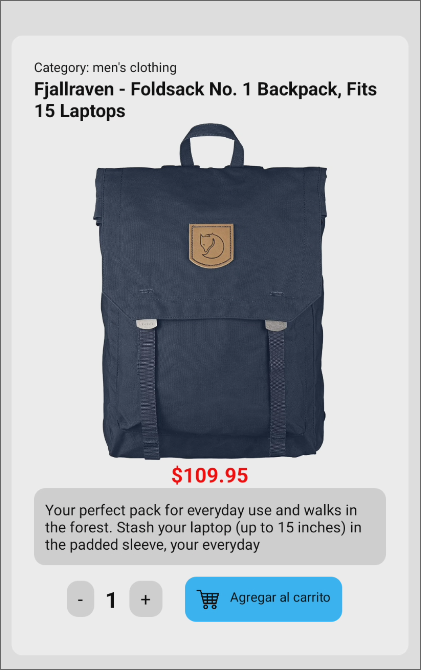 Category: men's clothing
Fjallraven - Foldsack No. 1 Backpack, Fits
15 Laptops
$109.95
Your perfect pack for everyday use and walks in
the forest. Stash your laptop (up to 15 inches) in
the padded sleeve, your everyday
- 1 + Agregar al carrito